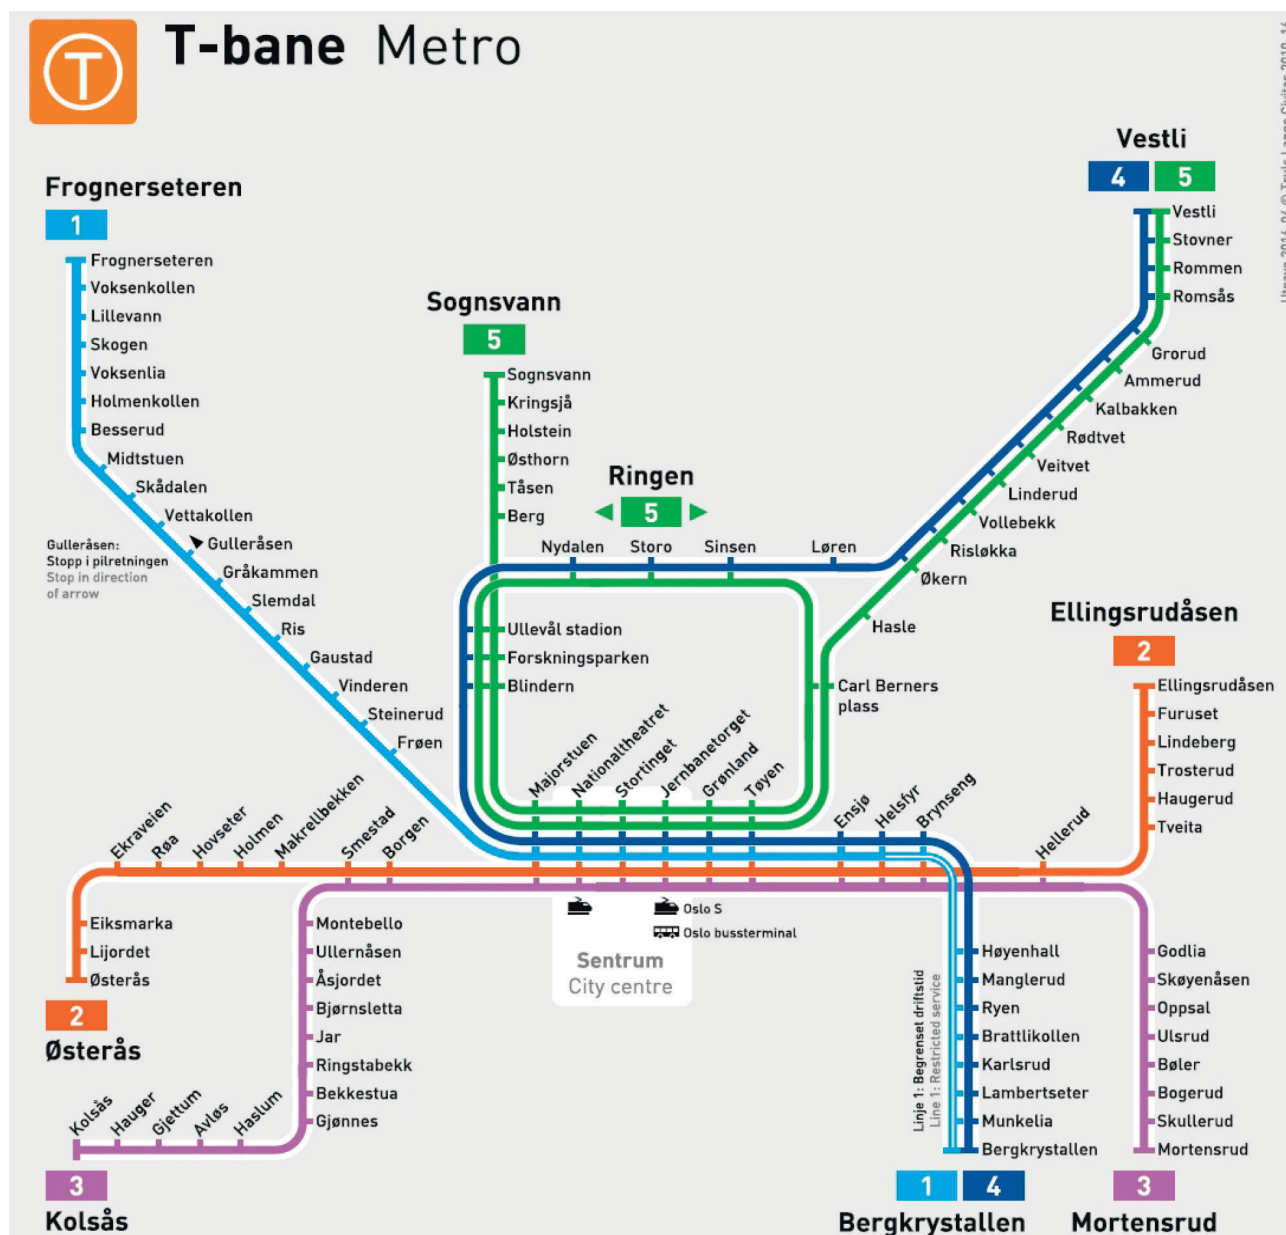 T
T-bane Metro
Frognerseteren
1
Frognerseteren
Voksenkollen
Lillevann
Skogen
Voksenlia
Holmenkollen
Besserud
Midtstuen
Skådalen
Vettakollen
Gulleråsen
Gråkammen
Slemdal
Ris
Gaustad
Vinderen
Steinerud
Frøen
Gulleråsen:
Stopp i pilretningen
Stop in direction
of arrow
Sognsvann
5
Sognsvann
Kringsjå
Holstein
Østhorn
Tåsen
Berg
Ringen
5
Nydalen
Storo
Sinsen
Løren
Ullevål stadion
Forskningsparken
Blindern
Vestli
4
5
Vestli
Stovner
Rommen
Romsås
Grorud
Ammerud
Kalbakken
Rødtvet
Veitvet
Linderud
Vollebekk
Risløkka
Økern
Hasle
Carl Berners
plass
Ellingsrudåsen
2
Ellingsrudåsen
Furuset
Lindeberg
Trosterud
Haugerud
Tveita
Ekraveien
Røa
Hovseter
Holmen
Makrellbekken
Smestad
Borgen
Majorstuen
Nationaltheatret
Stortinget
Jernbanetorget
Grønland
Tøyen
Ensjø
Helsfyr
Brynseng
Hellerud
Oslo S
Oslo bussterminal
Sentrum
City centre
Eiksmarka
Lijordet
Østerås
2
Østerås
Montebello
Ullernåsen
Åsjordet
Bjørnsletta
Jar
Ringstabekk
Bekkestua
Gjønnes
Kolsås
Hauger
Gjettum
Avløs
Haslum
3
Kolsås
Linje 1: Begrenset driftstid
Line 1: Restricted service
Høyenhall
Manglerud
Ryen
Brattlikollen
Karlsrud
Lambertseter
Munkelia
Bergkrystallen
1
4
Bergkrystallen
Godlia
Skøyenåsen
Oppsal
Ulsrud
Bøler
Bogerud
Skullerud
Mortensrud
3
Mortensrud